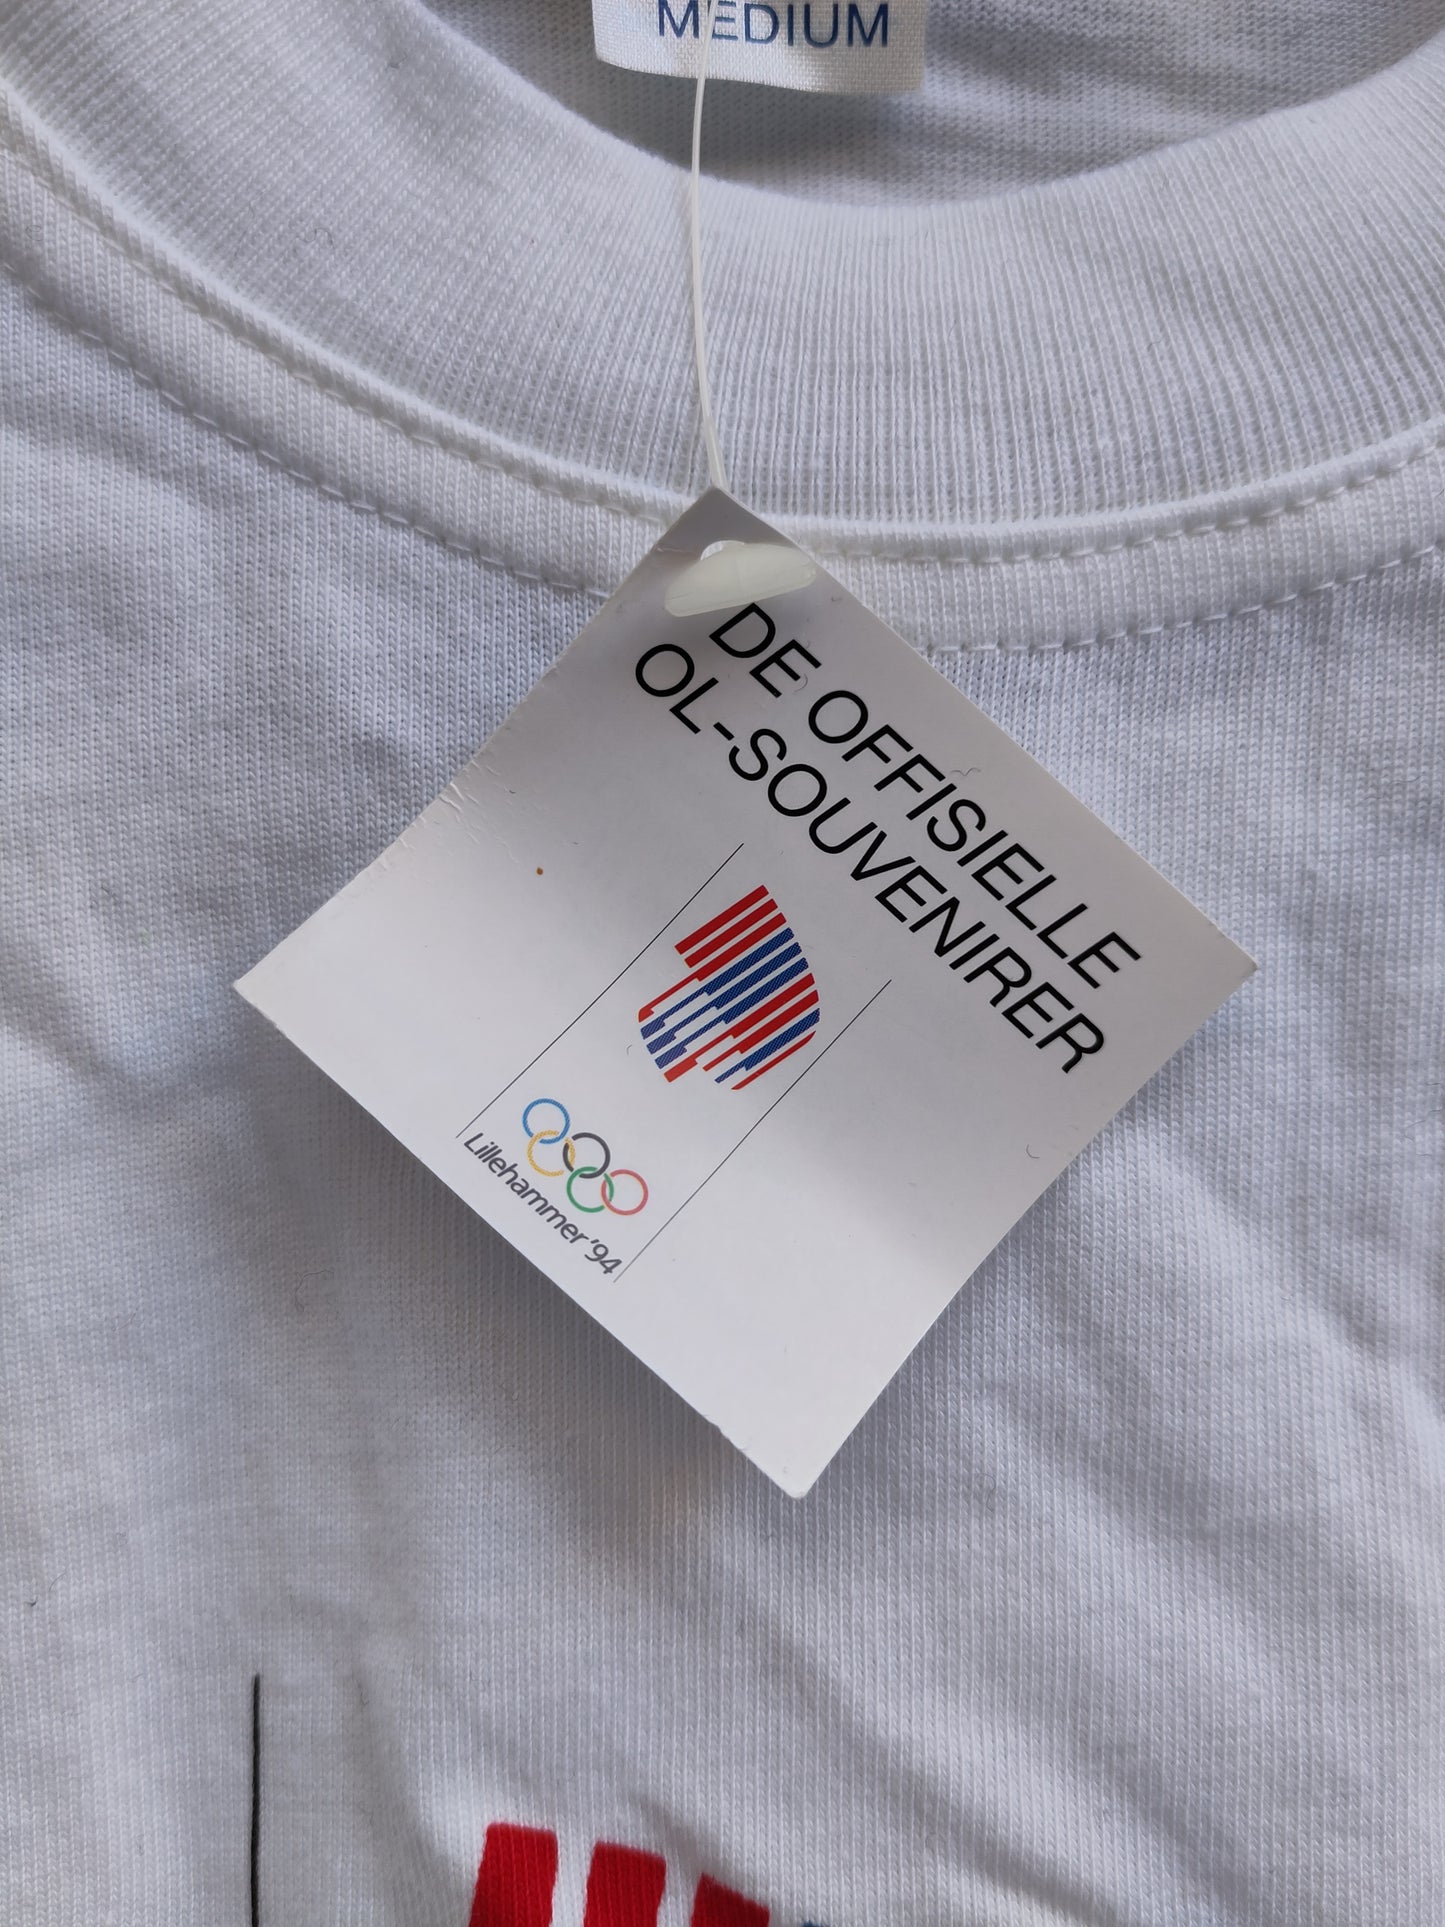 MEDIUM
DE OFFISIELLE
OL-SOUVENIRER
Lillehammer'94